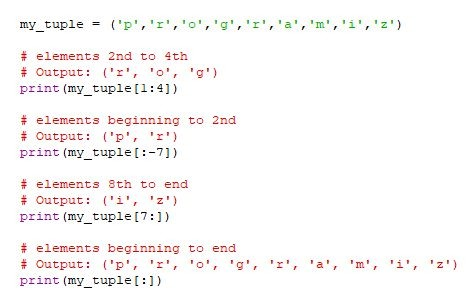 my_tuple = ('p','r','o','g','r','a','m','i','z')
# elements 2nd to 4th
# Output: ('r', 'o', 'g')
print(my_tuple[1:4])
# elements beginning to 2nd
# Output: ('p', 'r')
print(my_tuple[:-7])
# elements 8th to end
# Output: ('i', 'z')
print(my_tuple[7:])
# elements beginning to end
# Output: ('p', 'r', 'o', 'g', 'r', 'a', 'm', 'i', 'z')
print(my_tuple[:])